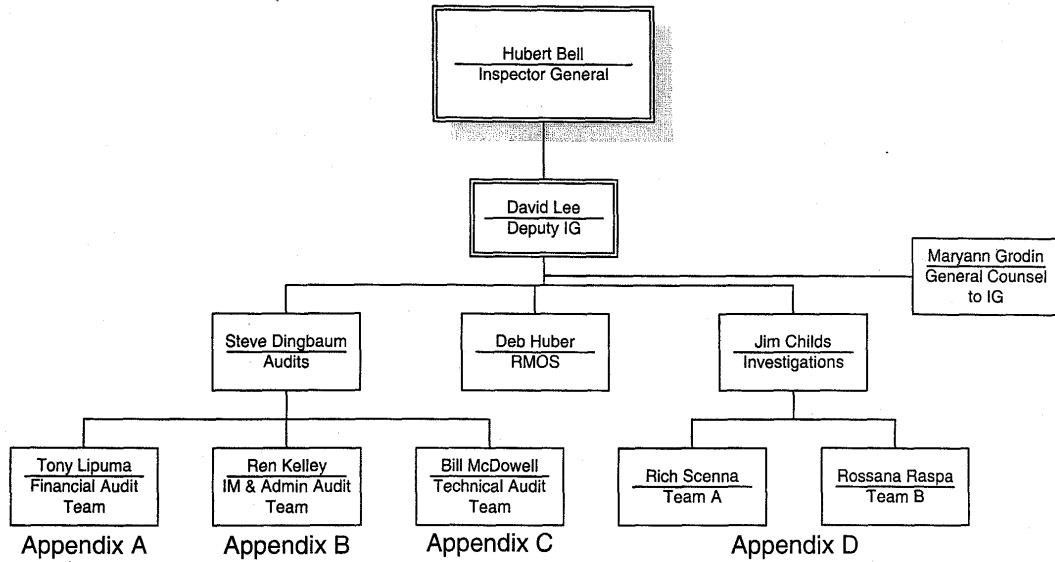 Hubert Bell
Inspector General
David Lee
Deputy IG
Maryann Grodin
General Counsel
to IG
Steve Dingbaum
Audits
Deb Huber
RMOS
Jim Childs
Investigations
Tony Lipuma
Financial Audit
Team
Ren Kelley
IM & Admin Audit
Team
Bill McDowell
Technical Audit
Team
Rich Scenna
Team A
Rossana Raspa
Team B
Appendix A
Appendix B
Appendix C
Appendix D